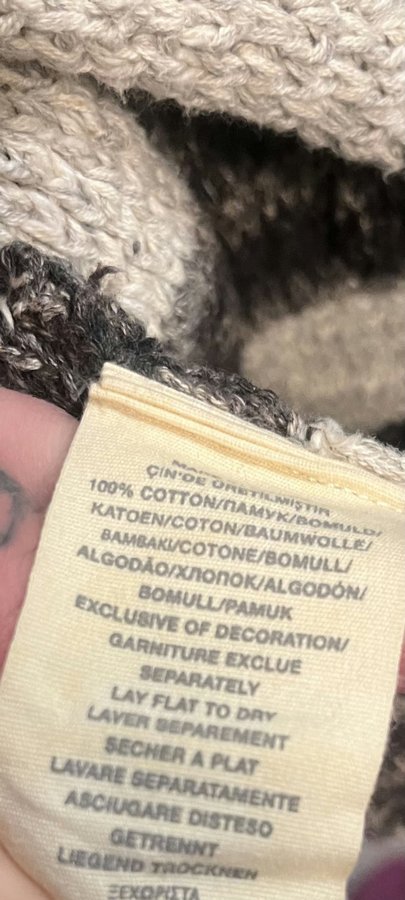 ÇİN'DE ÜRETİLMİŞTİR
100% COTTON/ПАМУК/BOMULD/
KATOEN/COTON/BAUMWOLLE/
ΒΑΜΒΑΚΙ/COTONE/BOMULL/
ALGODÃO/ХЛОПОК/ALGODÓN/
BOMULL/PAMUK
EXCLUSIVE OF DECORATION/
GARNITURE EXCLUE
SEPARATELY
LAY FLAT TO DRY
LAVER SEPAREMENT
SECHER A PLAT
LAVARE SEPARATAMENTE
ASCIUGARE DISTESO
GETRENNT
LIEGEND TROCKNEN
ΞΕΧΩΡΙΣΤΑ